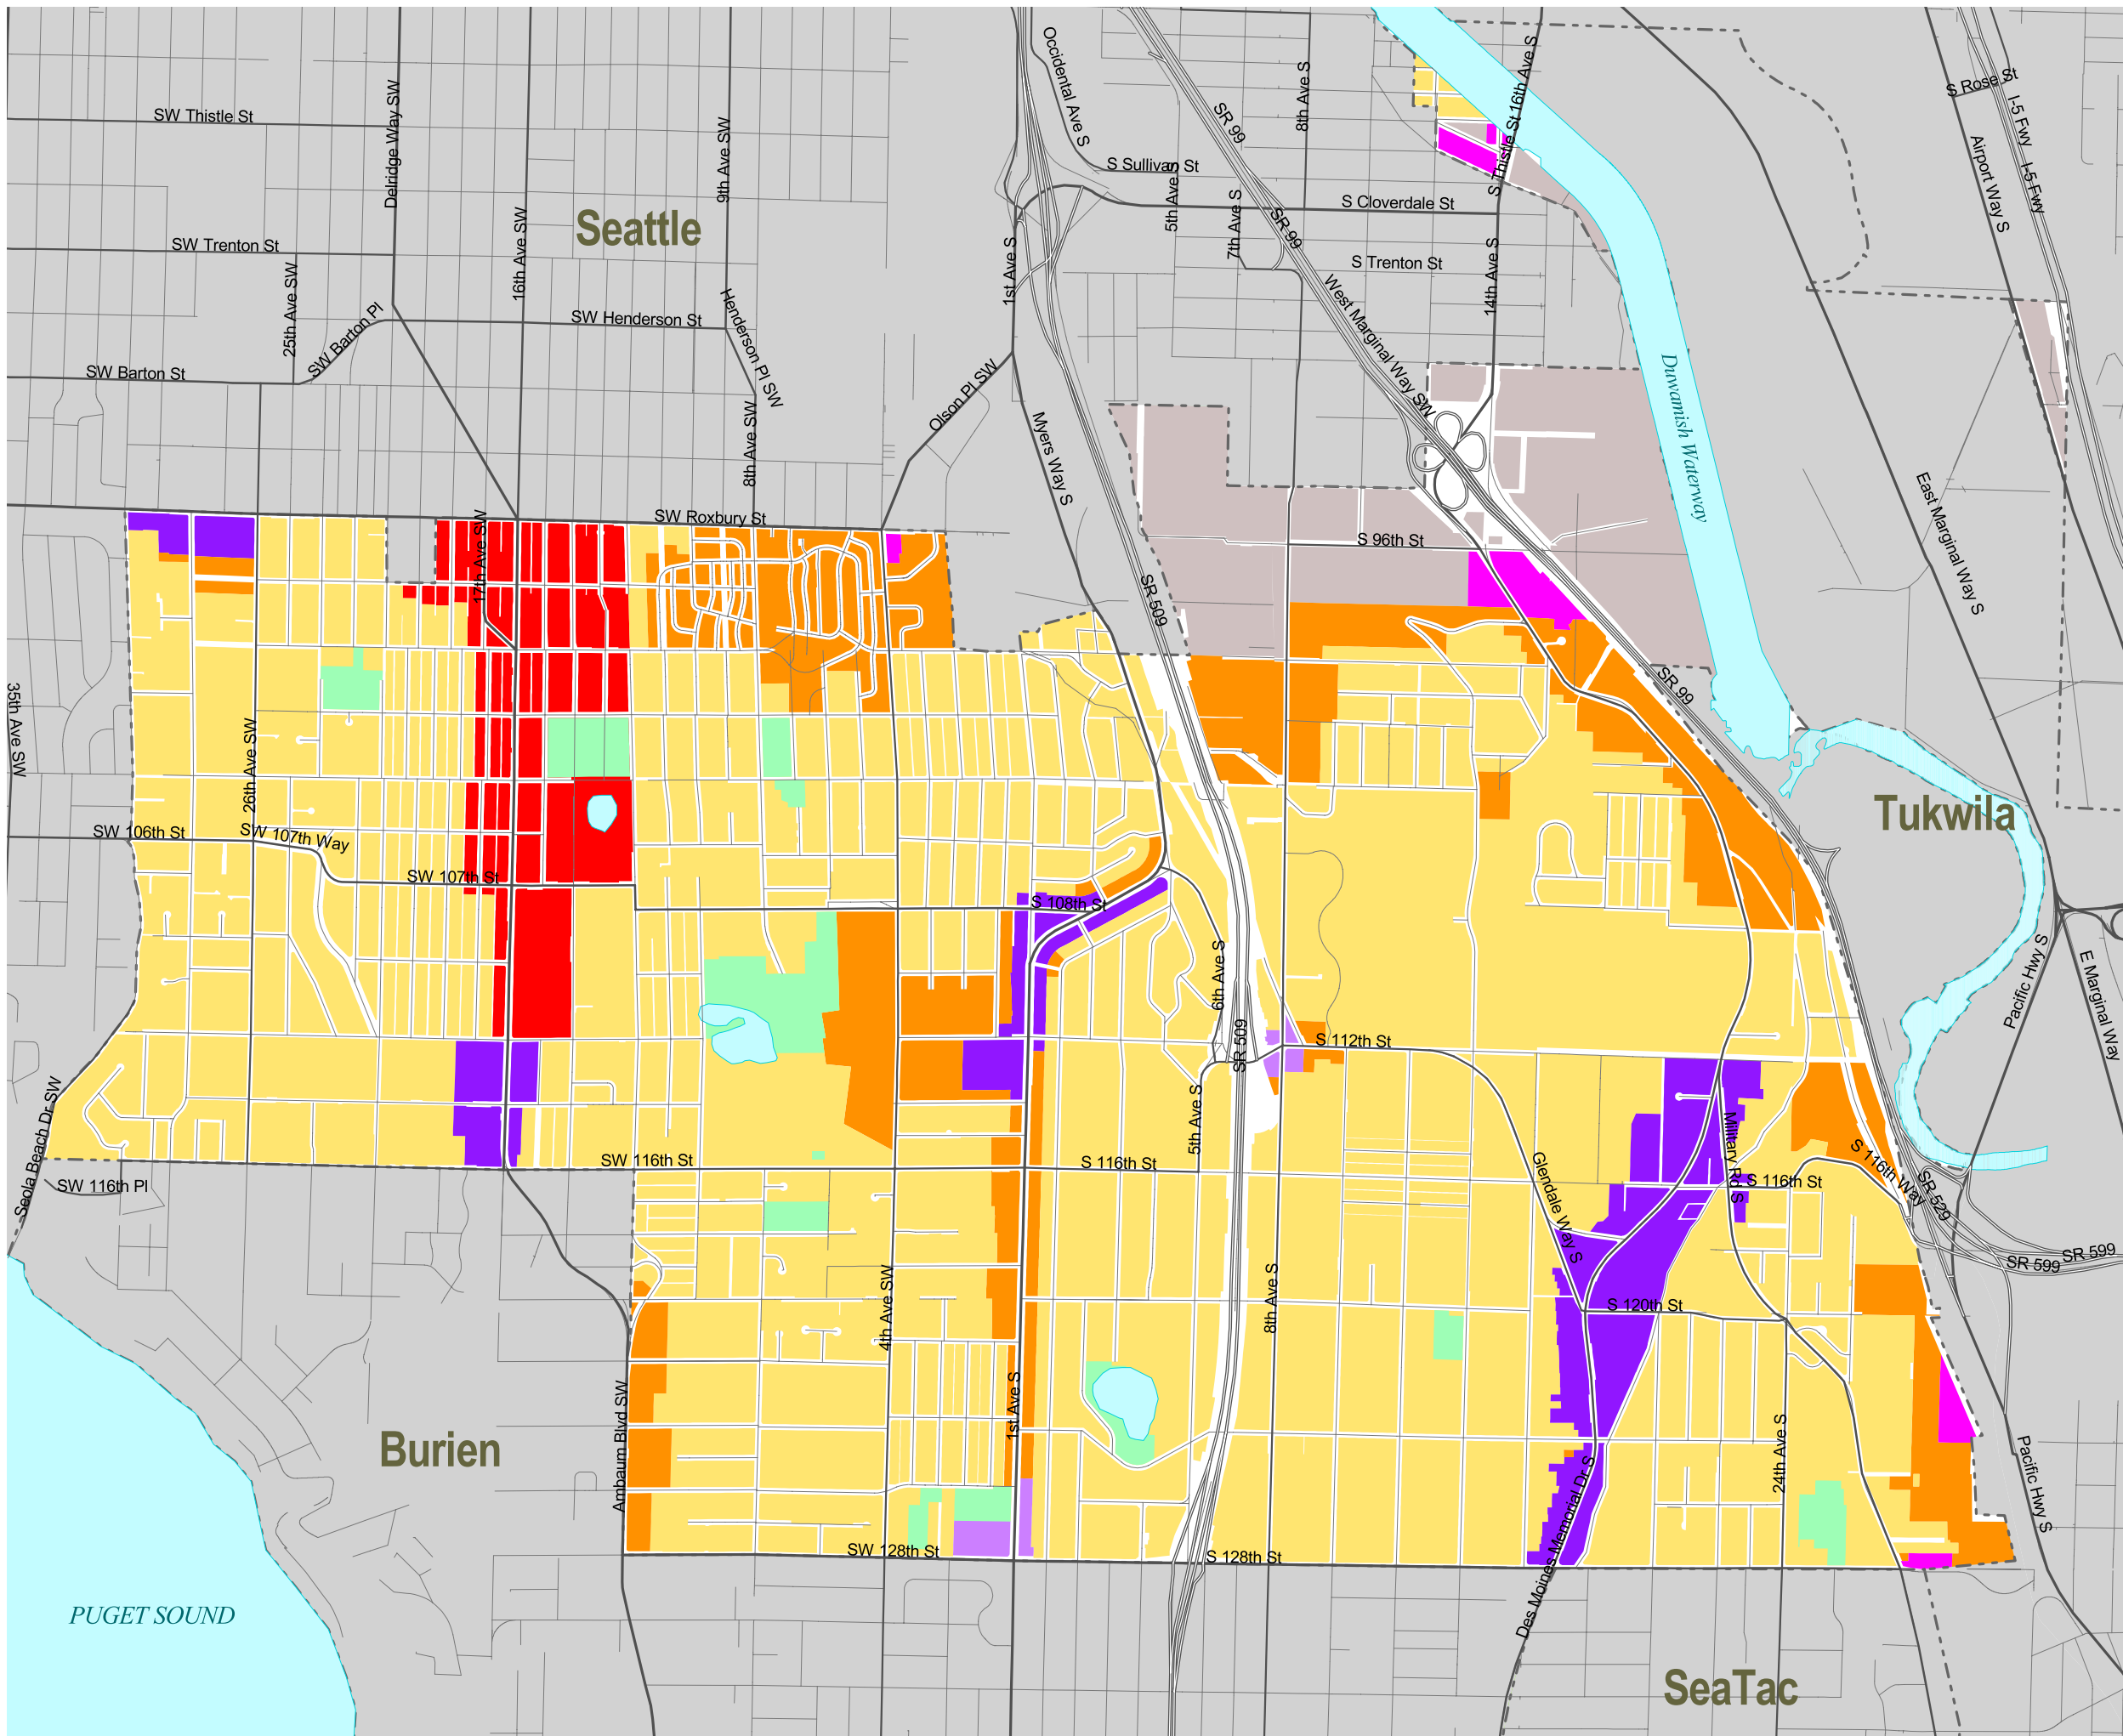 Occidental Ave S
S Thistle St 16th Ave S
S Rose St
I-5 Fwy
I-5 Fwy
SW Thistle St
Delridge Way SW
9th Ave SW
8th Ave S
SR 99
Airport Way S
S Sullivan St
5th Ave S
S Cloverdale St
7th Ave S
SR 99
Seattle
SW Trenton St
16th Ave SW
1st Ave S
S Trenton St
14th Ave S
25th Ave SW
SW Barton Pl
SW Henderson St
Henderson Pl SW
West Marginal Way SW
SW Barton St
Olson Pl SW
Duwamish Waterway
8th Ave SW
Myers Way S
East Marginal Way S
SW Roxbury St
17th Ave SW
S 96th St
SR 509
SR 99
35th Ave SW
26th Ave SW
Tukwila
SW 106th St
SW 107th Way
SW 107th St
S 108th St
6th Ave S
Pacific Hwy S
E Marginal Way
SR 509
S 112th St
Seola Beach Dr SW
5th Ave S
Military Rd S
SW 116th St
S 116th St
Glendale Way S
S 116th St
S 116th Way
SW 116th Pl
SR 529
SR 599
SR 599
4th Ave SW
8th Ave S
S 120th St
Burien
Ambaum Blvd SW
1st Ave S
24th Ave S
Pacific Hwy S
SW 128th St
S 128th St
Des Moines Memorial Dr S
PUGET SOUND
SeaTac